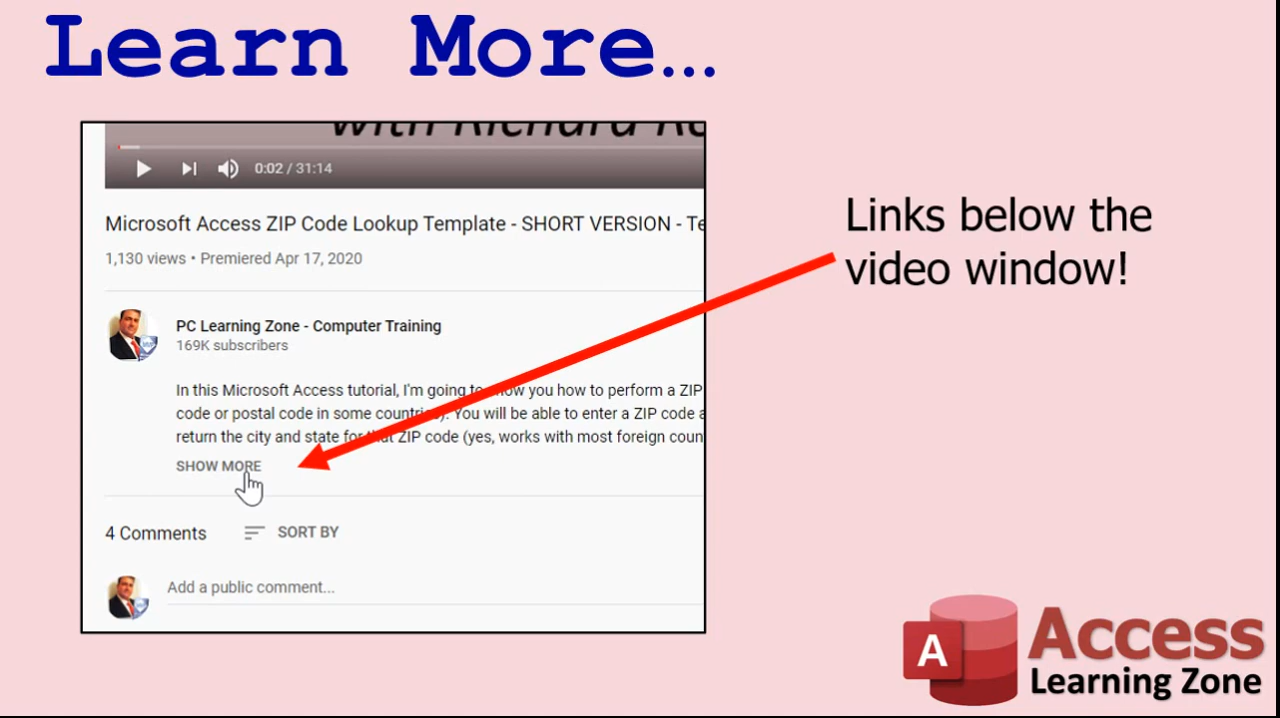 Learn More...
with Richard
0:02 / 31:14
Microsoft Access ZIP Code Lookup Template - SHORT VERSION -
1,130 views • Premiered Apr 17, 2020
PC Learning Zone - Computer Training
169K subscribers
In this Microsoft Access tutorial, I'm going to show you how to perform a ZIP
code or postal code in some countries). You will be able to enter a ZIP code
return the city and state for that ZIP code (yes, works with most foreign
SHOW MORE
4 Comments
SORT BY
Add a public comment...
Links below the
video window!
A
Access
Learning Zone